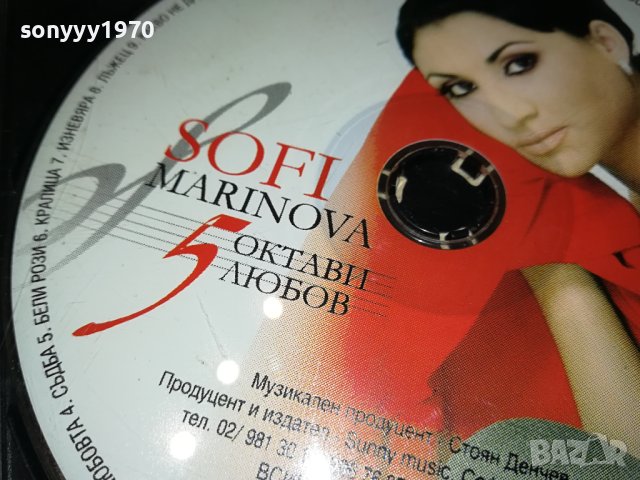 sonyyy1970
ЛЮБОВТА 4. СЪДБА 5. БЕЛИ РОЗИ 6. КРАЛИЦА 7. ИЗНЕВЯРА 8. ЛЪЖЕЦ 9.
SOFI
MARINOVA
5 ОКТАВИ
ЛЮБОВ
Музикален продуцент: Стоян Денчев
Продуцент и издател - Sunny music,
тел. 02/ 981 30
BAZAR